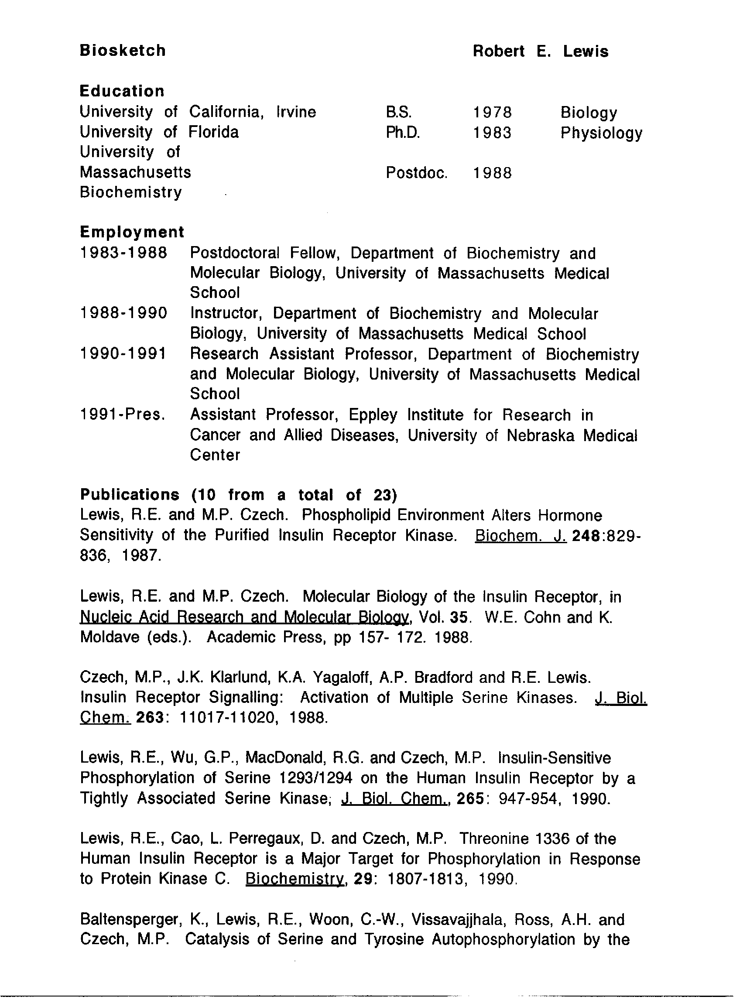 Biosketch Robert E. Lewis
Education
University of California, Irvine B.S. 1978 Biology
University of Florida Ph.D. 1983 Physiology
University of
Massachusetts Postdoc. 1988
Biochemistry
Employment
1983-1988 Postdoctoral Fellow, Department of Biochemistry and
Molecular Biology, University of Massachusetts Medical
School
1988-1990 Instructor, Department of Biochemistry and Molecular
Biology, University of Massachusetts Medical School
1990-1991 Research Assistant Professor, Department of Biochemistry
and Molecular Biology, University of Massachusetts Medical
School
1991-Pres. Assistant Professor, Eppley Institute for Research in
Cancer and Allied Diseases, University of Nebraska Medical
Center
Publications (10 from a total of 23)
Lewis, R.E. and M.P. Czech. Phospholipid Environment Alters Hormone
Sensitivity of the Purified Insulin Receptor Kinase. Biochem. J. 248:829-
836, 1987.
Lewis, R.E. and M.P. Czech. Molecular Biology of the Insulin Receptor, in
Nucleic Acid Research and Molecular Biology, Vol. 35. W.E. Cohn and K.
Moldave (eds.). Academic Press, pp 157- 172. 1988.
Czech, M.P., J.K. Klarlund, K.A. Yagaloff, A.P. Bradford and R.E. Lewis.
Insulin Receptor Signalling: Activation of Multiple Serine Kinases. J. Biol.
Chem. 263: 11017-11020, 1988.
Lewis, R.E., Wu, G.P., MacDonald, R.G. and Czech, M.P. Insulin-Sensitive
Phosphorylation of Serine 1293/1294 on the Human Insulin Receptor by a
Tightly Associated Serine Kinase; J. Biol. Chem., 265: 947-954, 1990.
Lewis, R.E., Cao, L. Perregaux, D. and Czech, M.P. Threonine 1336 of the
Human Insulin Receptor is a Major Target for Phosphorylation in Response
to Protein Kinase C. Biochemistry, 29: 1807-1813, 1990.
Baltensperger, K., Lewis, R.E., Woon, C.-W., Vissavajjhala, Ross, A.H. and
Czech, M.P. Catalysis of Serine and Tyrosine Autophosphorylation by the